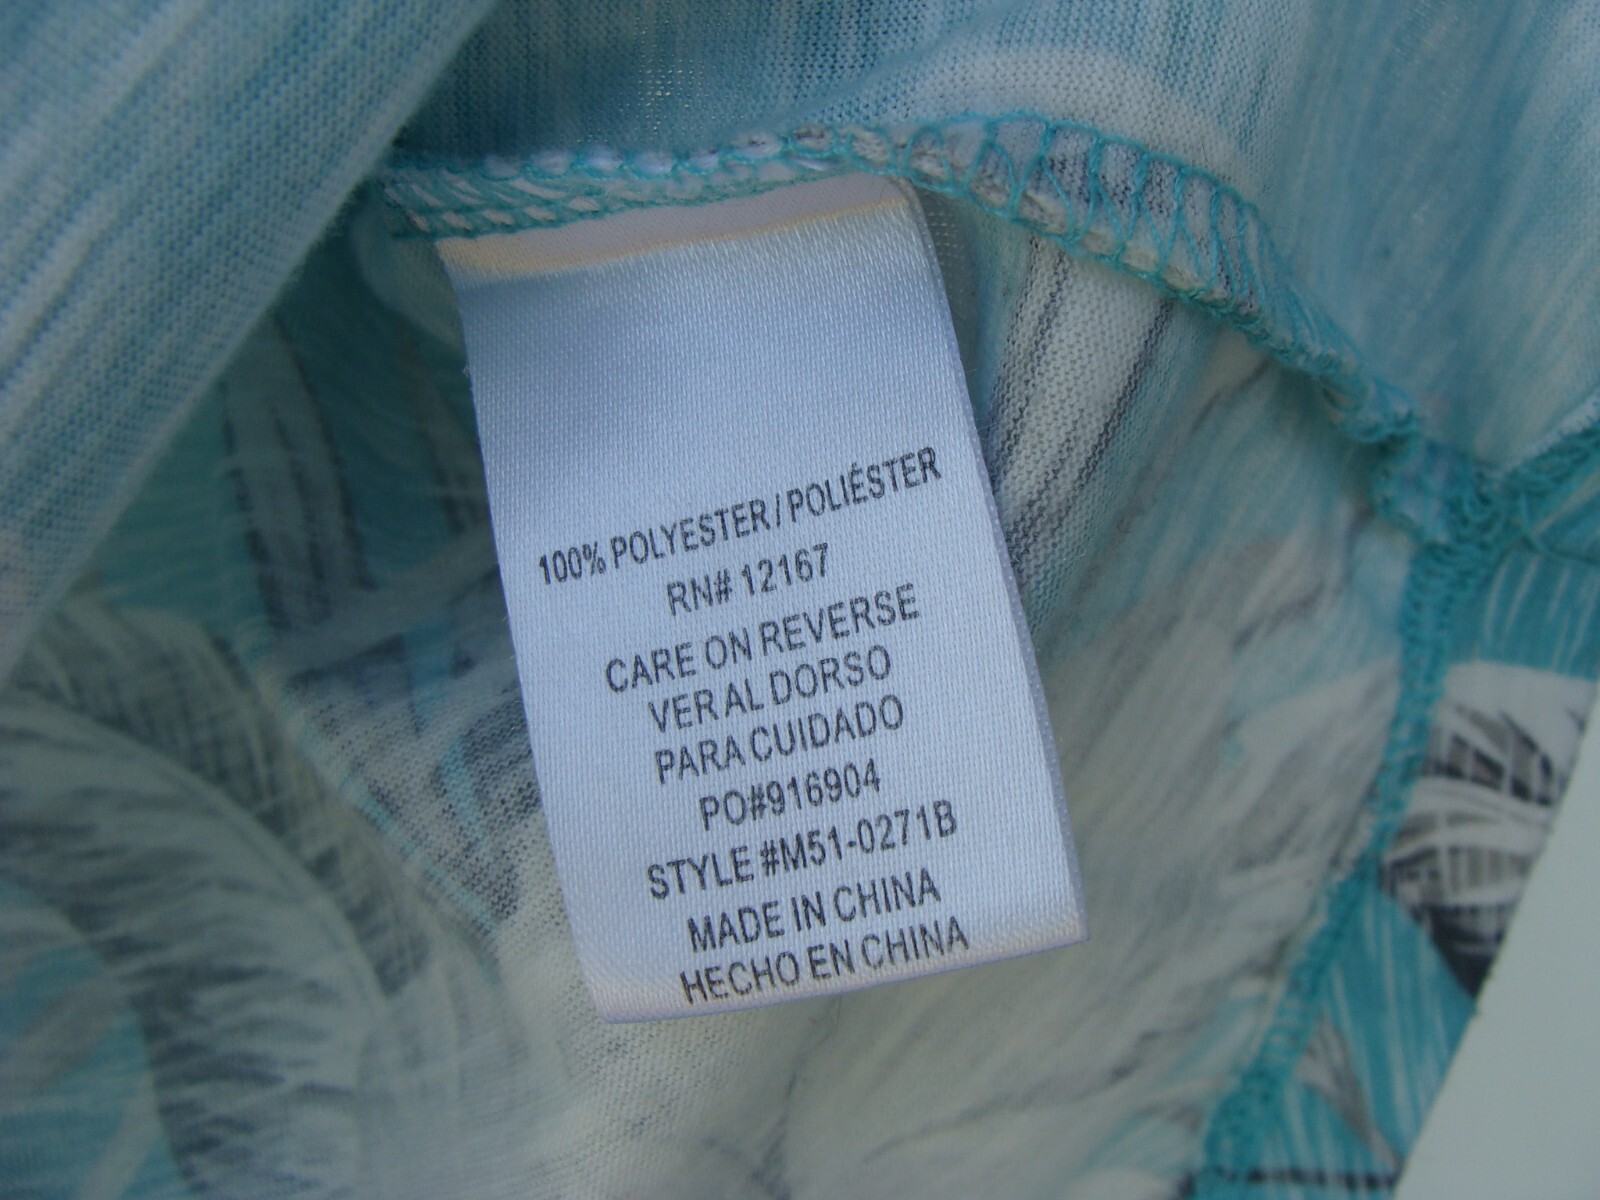 100% POLYESTER / POLIÉSTER
RN# 12167
CARE ON REVERSE
VER AL DORSO
PARA CUIDADO
PO#916904
STYLE #M51-0271B
MADE IN CHINA
HECHO EN CHINA